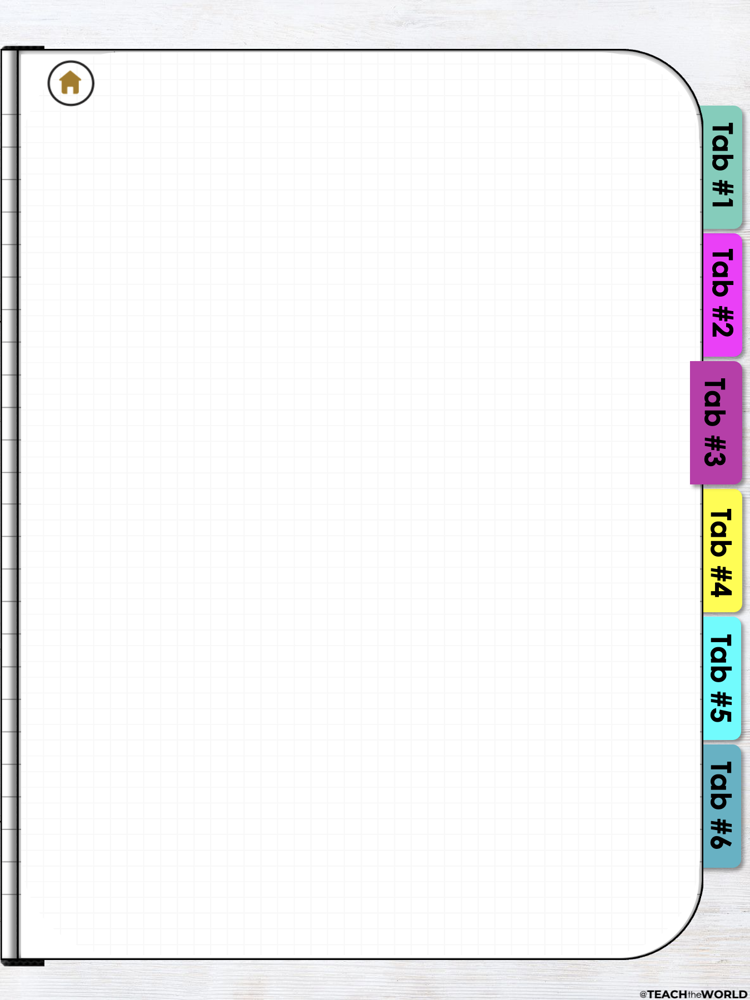 Tab #1
Tab #2
Tab #3
Tab #4
Tab #5
Tab #6
@TEACHtheWORLD